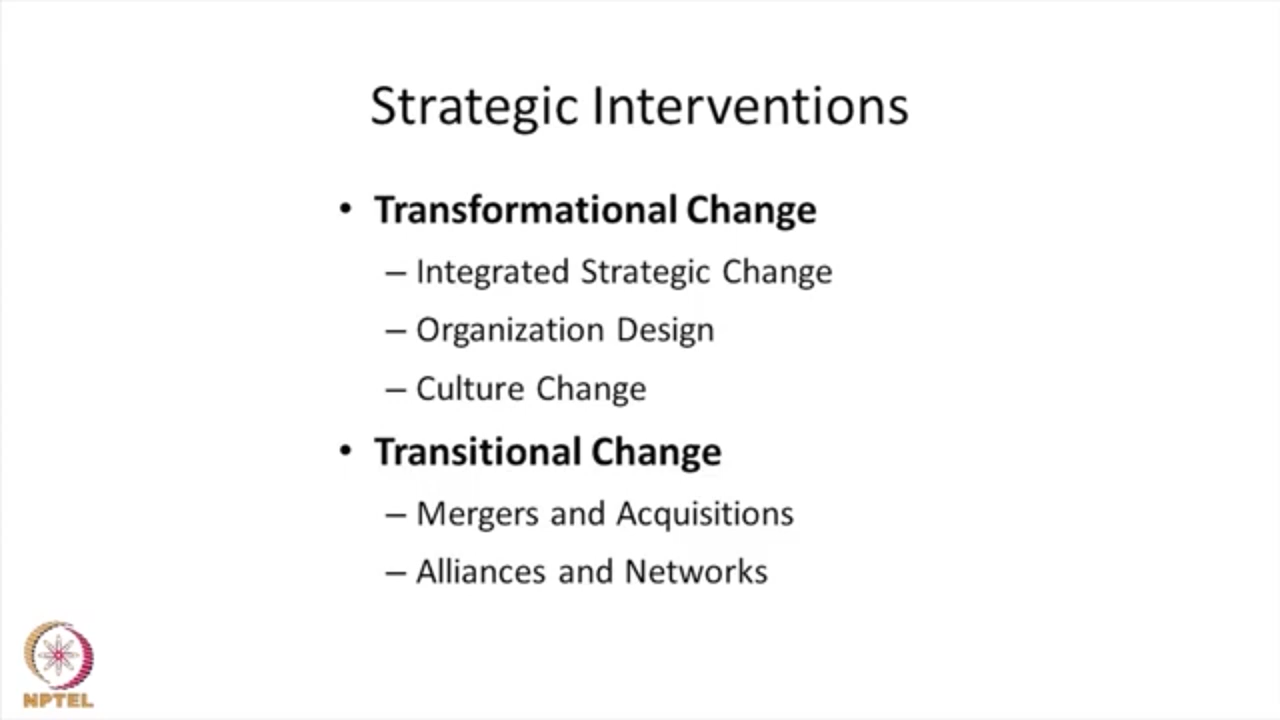 Strategic Interventions
• Transformational Change
– Integrated Strategic Change
– Organization Design
– Culture Change
• Transitional Change
– Mergers and Acquisitions
– Alliances and Networks
NPTEL